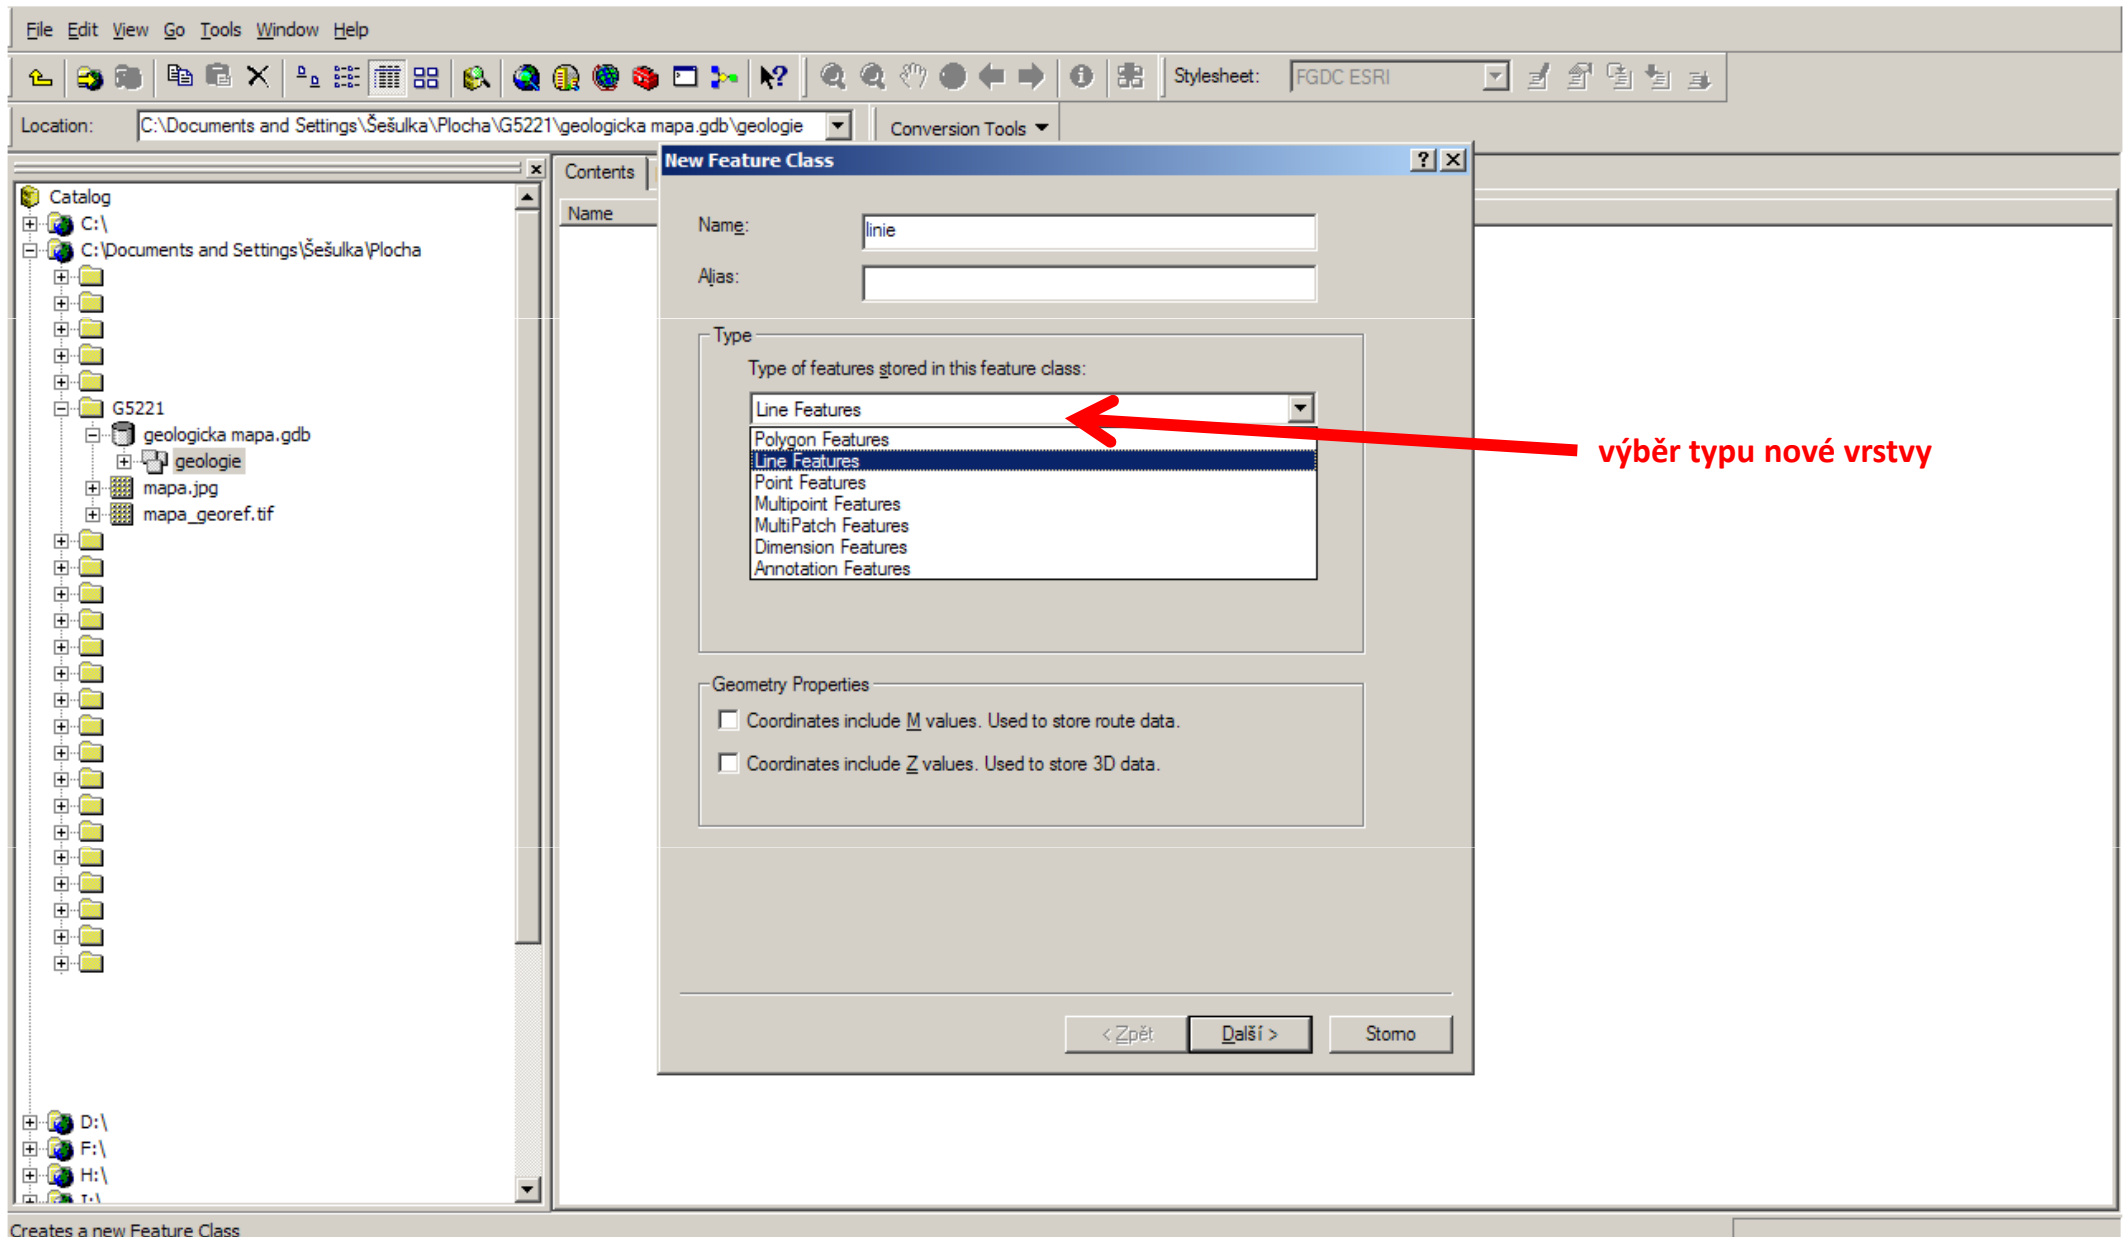 File Edit View Go Tools Window Help
Stylesheet: FGDC ESRI
Location: C:\Documents and Settings\Šešulka\Plocha\G5221\geologicka mapa.gdb\geologie
Conversion Tools
Catalog
C:\
C:\Documents and Settings\Šešulka\Plocha
G5221
geologicka mapa.gdb
geologie
mapa.jpg
mapa_georef.tif
D:\
F:\
H:\
I:\
Contents
Name
New Feature Class
Name: linie
Alias:
Type
Type of features stored in this feature class:
Line Features
Polygon Features
Line Features
Point Features
Multipoint Features
MultiPatch Features
Dimension Features
Annotation Features
výběr typu nové vrstvy
Geometry Properties
Coordinates include M values. Used to store route data.
Coordinates include Z values. Used to store 3D data.
< Zpět Další > Storno
Creates a new Feature Class